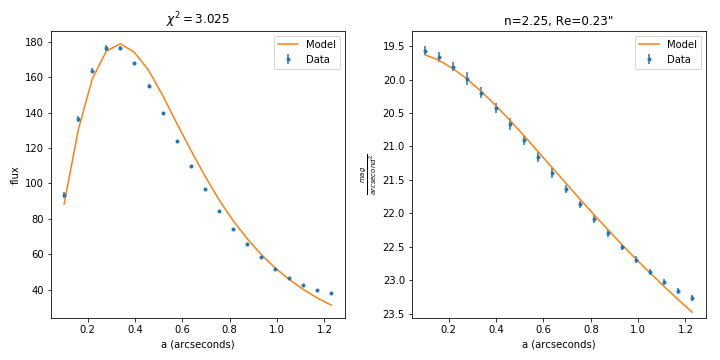 χ² = 3.025
180
160
140
120
100
80
60
40
flux
0.2 0.4 0.6 0.8 1.0 1.2
a (arcseconds)
Model
Data
n=2.25, Re=0.23"
19.5
20.0
20.5
21.0
21.5
22.0
22.5
23.0
23.5
mag
arcsecond²
0.2 0.4 0.6 0.8 1.0 1.2
a (arcseconds)
Model
Data